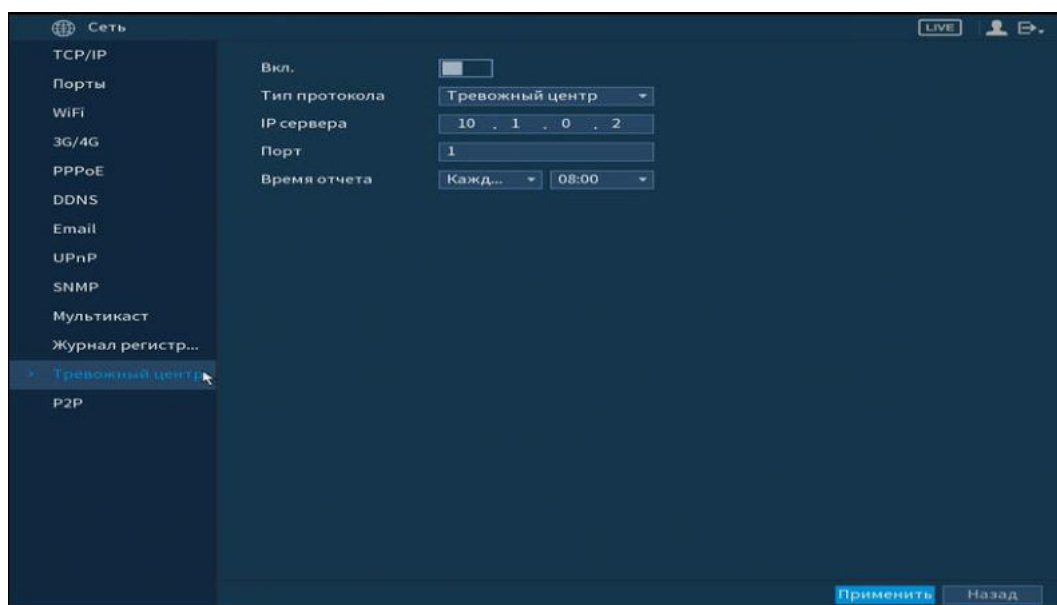 Сеть LIVE
TCP/IP
Порты
WiFi
3G/4G
PPPoE
DDNS
Email
UPnP
SNMP
Мультикаст
Журнал регистр...
Тревожный центр
P2P
Вкл.
Тип протокола Тревожный центр
IP сервера 10 . 1 . 0 . 2
Порт 1
Время отчета Кажд... 08:00
Применить Назад